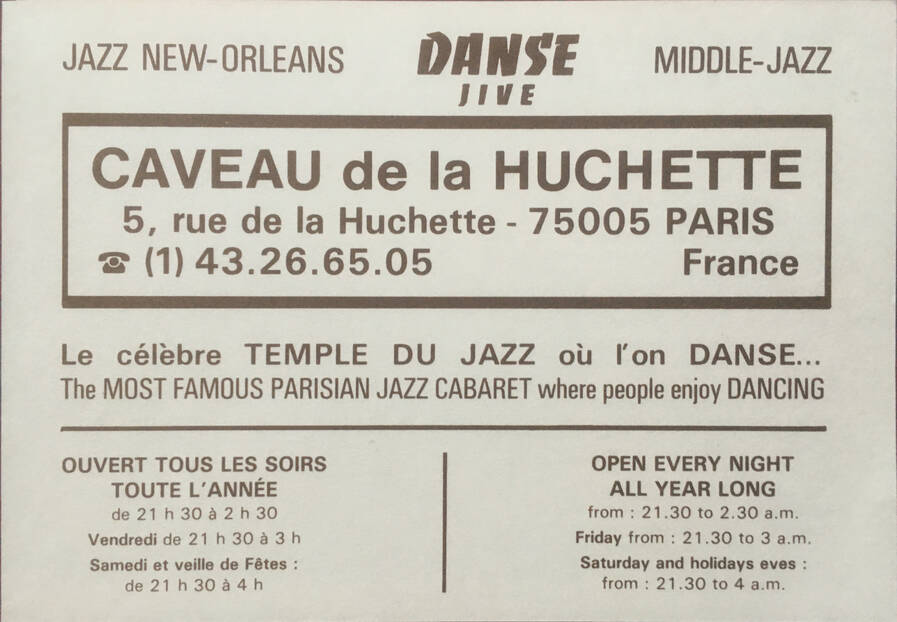 JAZZ NEW-ORLEANS DANSE MIDDLE-JAZZ
JIVE
CAVEAU de la HUCHETTE
5, rue de la Huchette - 75005 PARIS
☎ (1) 43.26.65.05 France
Le célèbre TEMPLE DU JAZZ où l'on DANSE...
The MOST FAMOUS PARISIAN JAZZ CABARET where people enjoy DANCING
OUVERT TOUS LES SOIRS
TOUTE L'ANNÉE
de 21 h 30 à 2 h 30
Vendredi de 21 h 30 à 3 h
Samedi et veille de Fêtes :
de 21 h 30 à 4 h
OPEN EVERY NIGHT
ALL YEAR LONG
from : 21.30 to 2.30 a.m.
Friday from : 21.30 to 3 a.m.
Saturday and holidays eves :
from : 21.30 to 4 a.m.